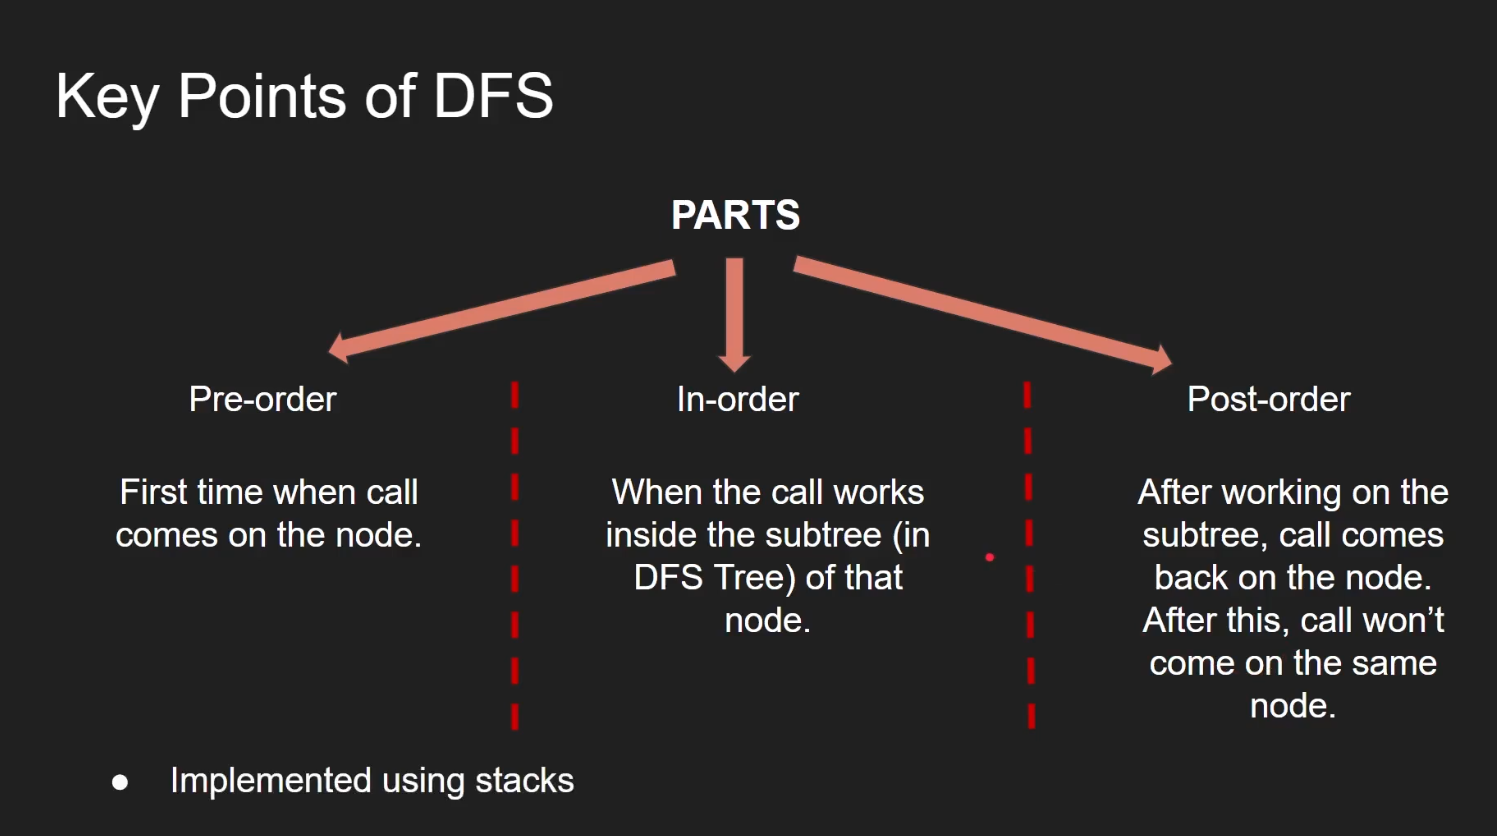 Key Points of DFS
PARTS
Pre-order
First time when call
comes on the node.
In-order
When the call works
inside the subtree (in
DFS Tree) of that
node.
Post-order
After working on the
subtree, call comes
back on the node.
After this, call won’t
come on the same
node.
● Implemented using stacks